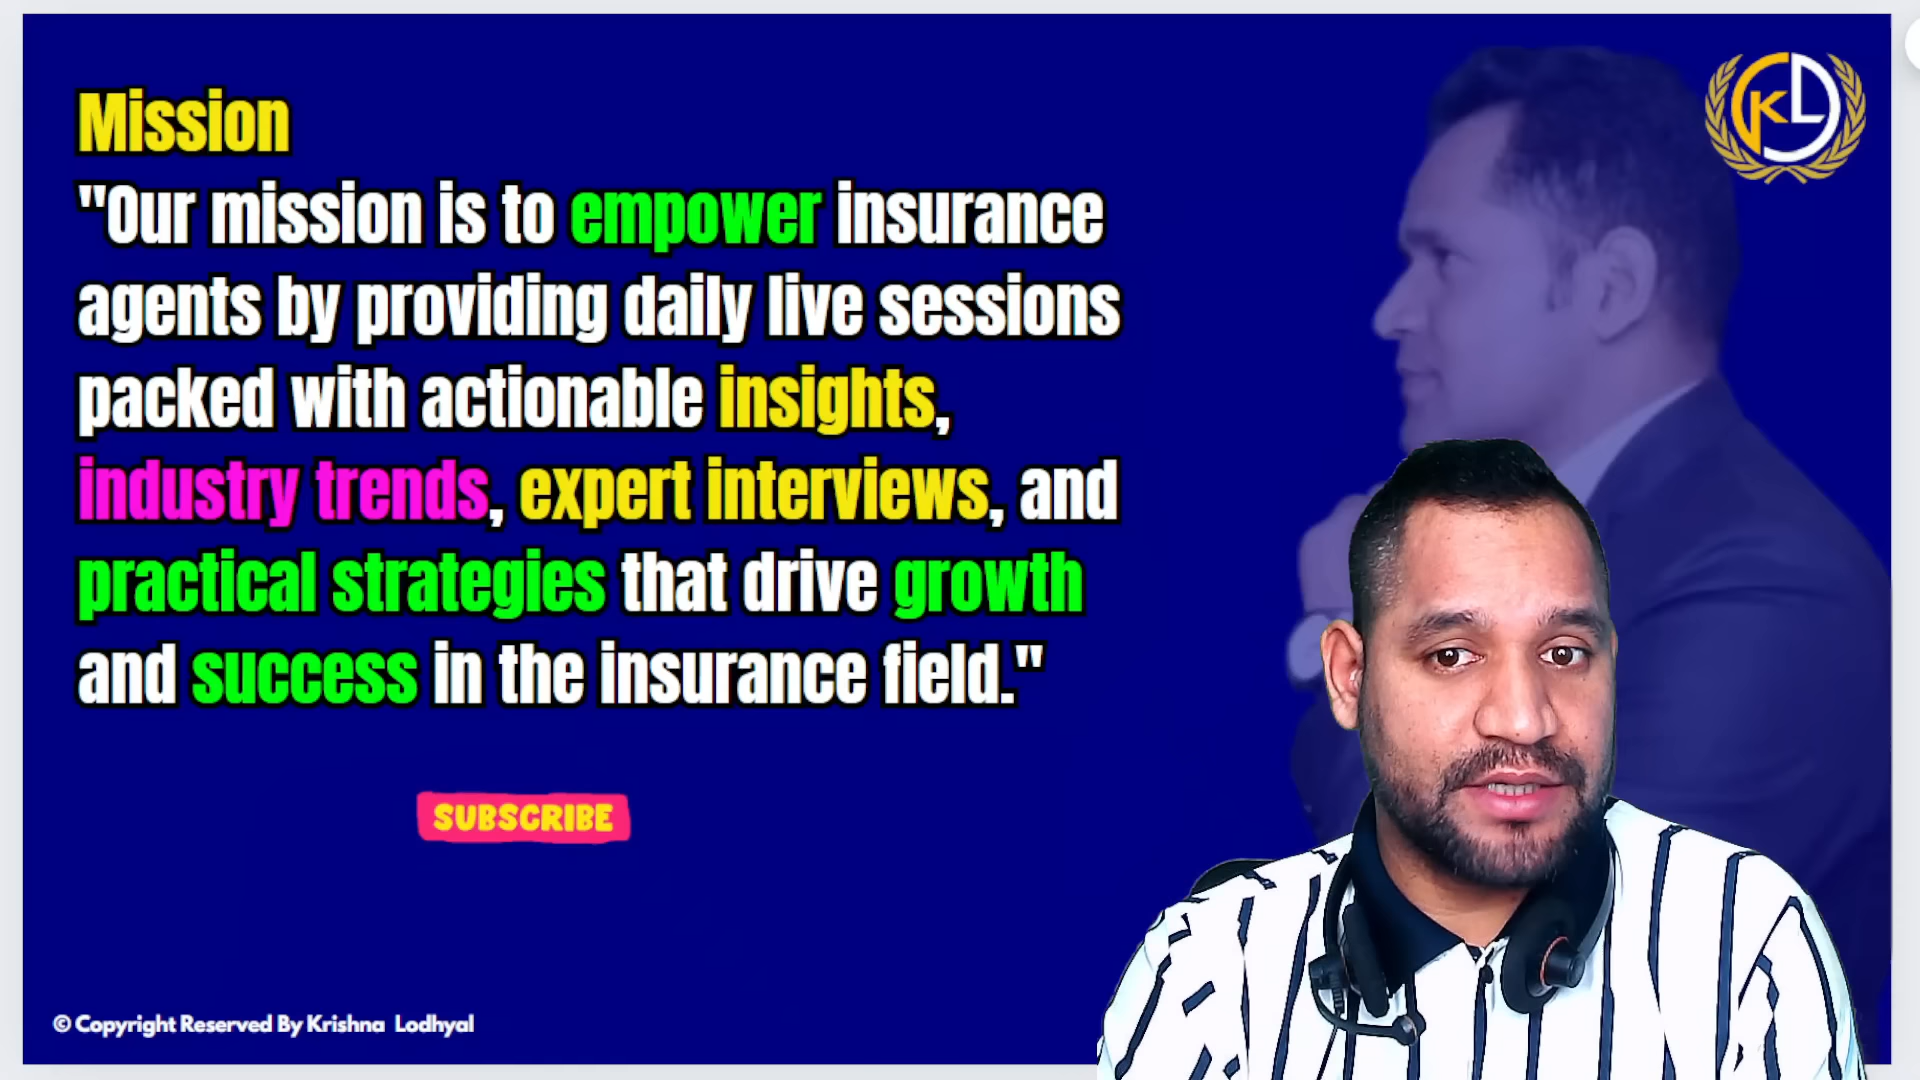 KL
Mission
"Our mission is to empower insurance
agents by providing daily live sessions
packed with actionable insights,
industry trends, expert interviews, and
practical strategies that drive growth
and success in the insurance field."
SUBSCRIBE
© Copyright Reserved By Krishna Lodhyal